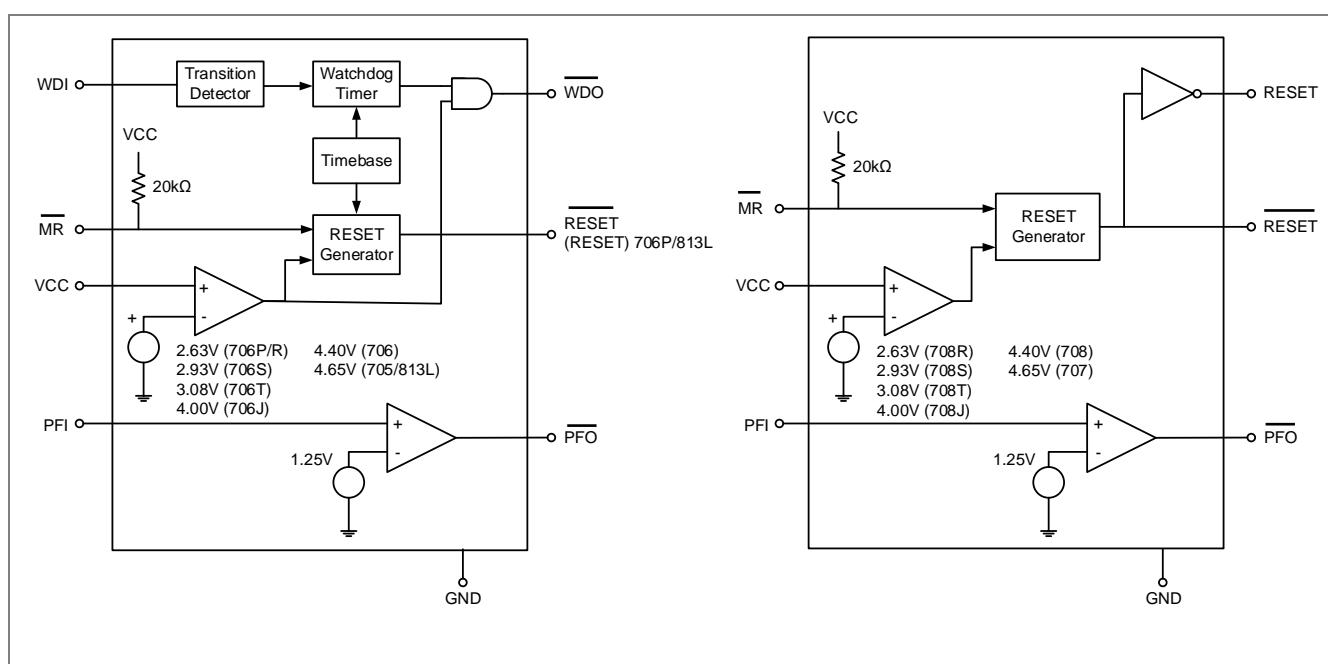 WDI
Transition
Detector
Watchdog
Timer
WDO
VCC
20kΩ
Timebase
MR
RESET
Generator
RESET
(RESET) 706P/813L
VCC
+
-
+
2.63V (706P/R) 4.40V (706)
2.93V (706S) 4.65V (705/813L)
3.08V (706T)
4.00V (706J)
PFI
+
-
PFO
1.25V
GND
RESET
VCC
20kΩ
MR
RESET
Generator
RESET
VCC
+
-
+
2.63V (708R) 4.40V (708)
2.93V (708S) 4.65V (707)
3.08V (708T)
4.00V (708J)
PFI
+
-
PFO
1.25V
GND